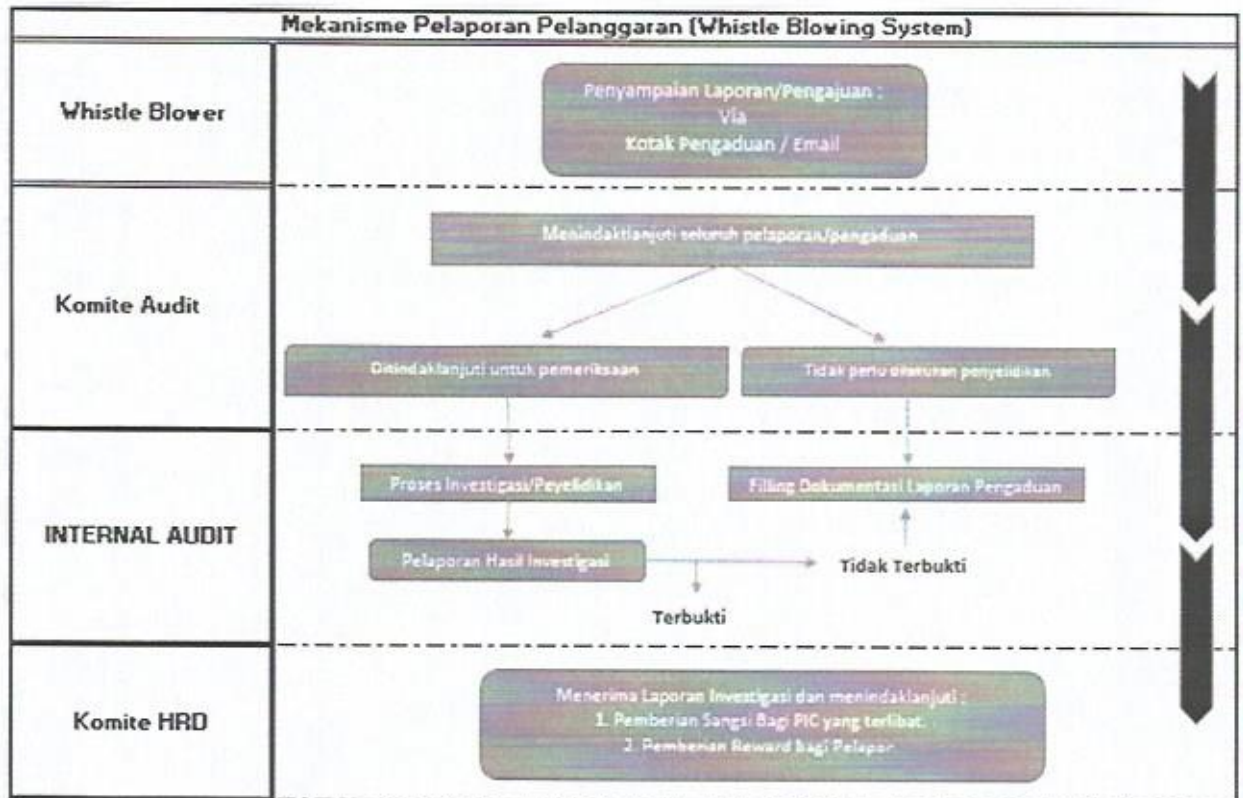 Mekanisme Pelaporan Pelanggaran (Whistle Blowing System)
Whistle Blower
Penyampaian Laporan/Pengajuan :
Via
Kotak Pengaduan / Email
Komite Audit
Menindaktlanjuti seluruh pelaporan/pengaduan
Ditindaklanjuti untuk pemeriksaan
Tidak perlu dilakukan penyelidikan
INTERNAL AUDIT
Proses Investigasi/Peyelidikan
Filling Dokumentasi Laporan Pengaduan
Pelaporan Hasil Investigasi
Tidak Terbukti
Terbukti
Komite HRD
Menerima Laporan Investigasi dan menindaklanjuti :
1. Pemberian Sangsi Bagi PIC yang terlibat.
2. Pemberian Reward bagi Pelapor